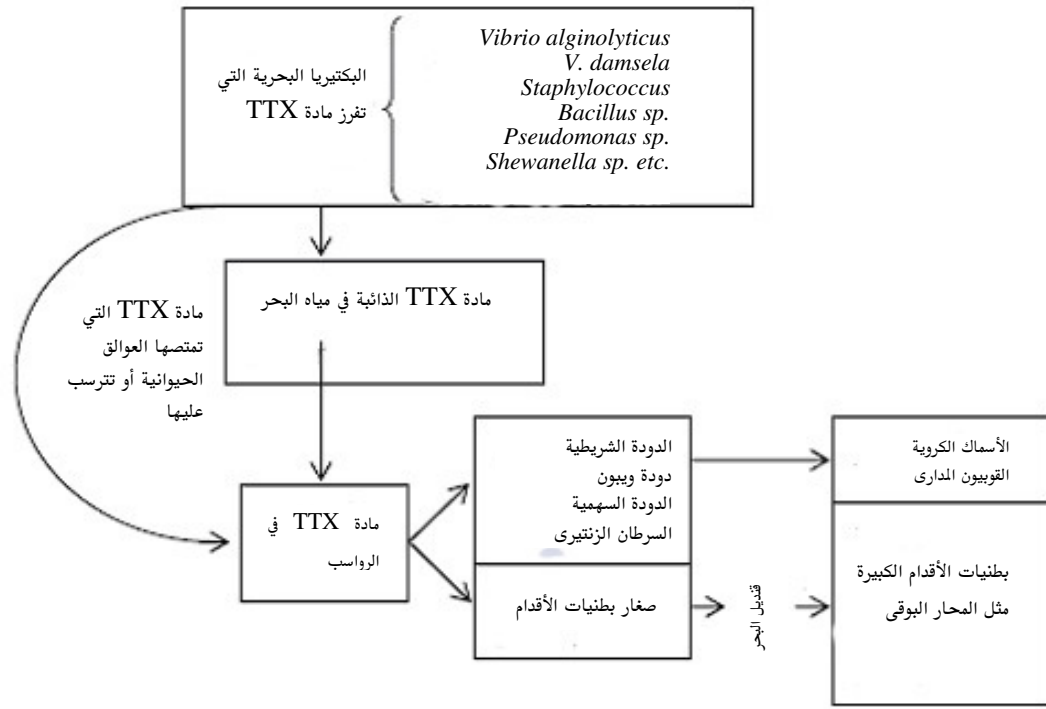 البكتيريا البحرية التي
تفرز مادة TTX
Vibrio alginolyticus
V. damsela
Staphylococcus
Bacillus sp.
Pseudomonas sp.
Shewanella sp. etc.
مادة TTX الذائبة في مياه البحر
مادة TTX التي
تمتصها العوالق
الحيوانية أو تترسب
عليها
مادة TTX في
الرواسب
الدودة الشريطية
دودة ويبون
الدودة السهمية
السرطان الزنتيرى
صغار بطنيات الأقدام
قنديل البحر
الأسماك الكروية
القوبيون المدارى
بطنيات الأقدام الكبيرة
مثل المحار البوقى